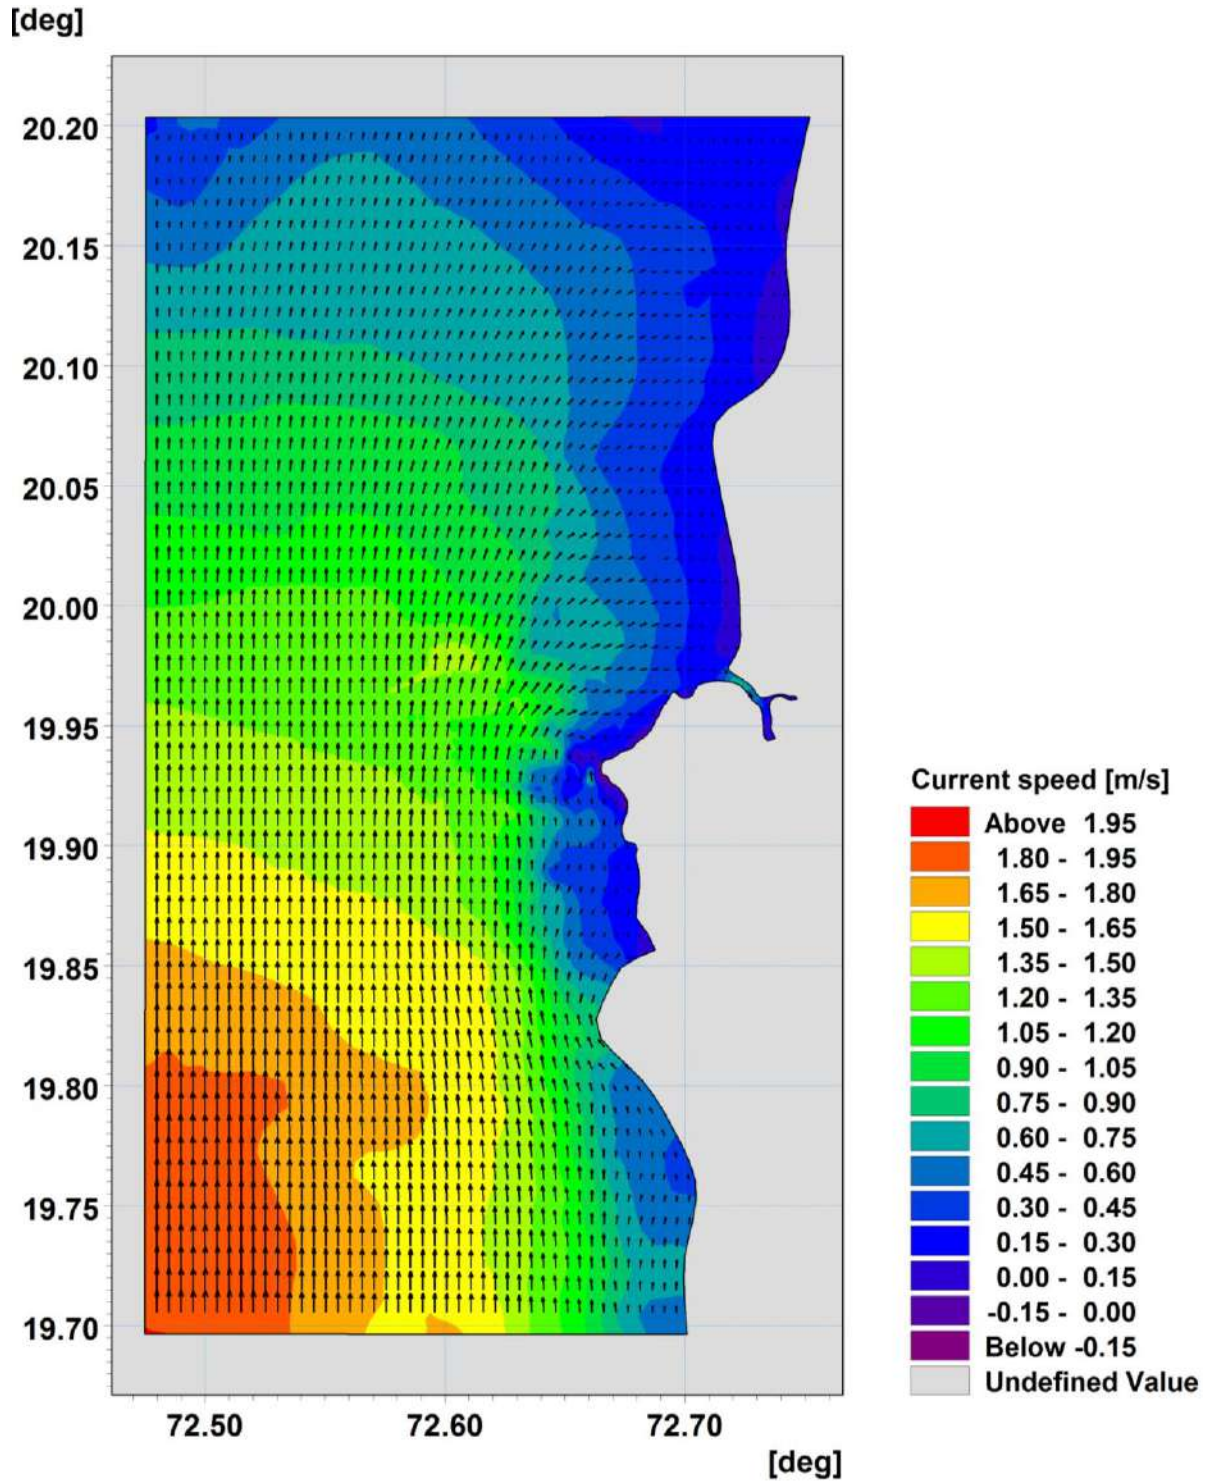 [deg]
20.20
20.15
20.10
20.05
20.00
19.95
19.90
19.85
19.80
19.75
19.70
72.50 72.60 72.70
[deg]
Current speed [m/s]
Above 1.95
1.80 - 1.95
1.65 - 1.80
1.50 - 1.65
1.35 - 1.50
1.20 - 1.35
1.05 - 1.20
0.90 - 1.05
0.75 - 0.90
0.60 - 0.75
0.45 - 0.60
0.30 - 0.45
0.15 - 0.30
0.00 - 0.15
-0.15 - 0.00
Below -0.15
Undefined Value